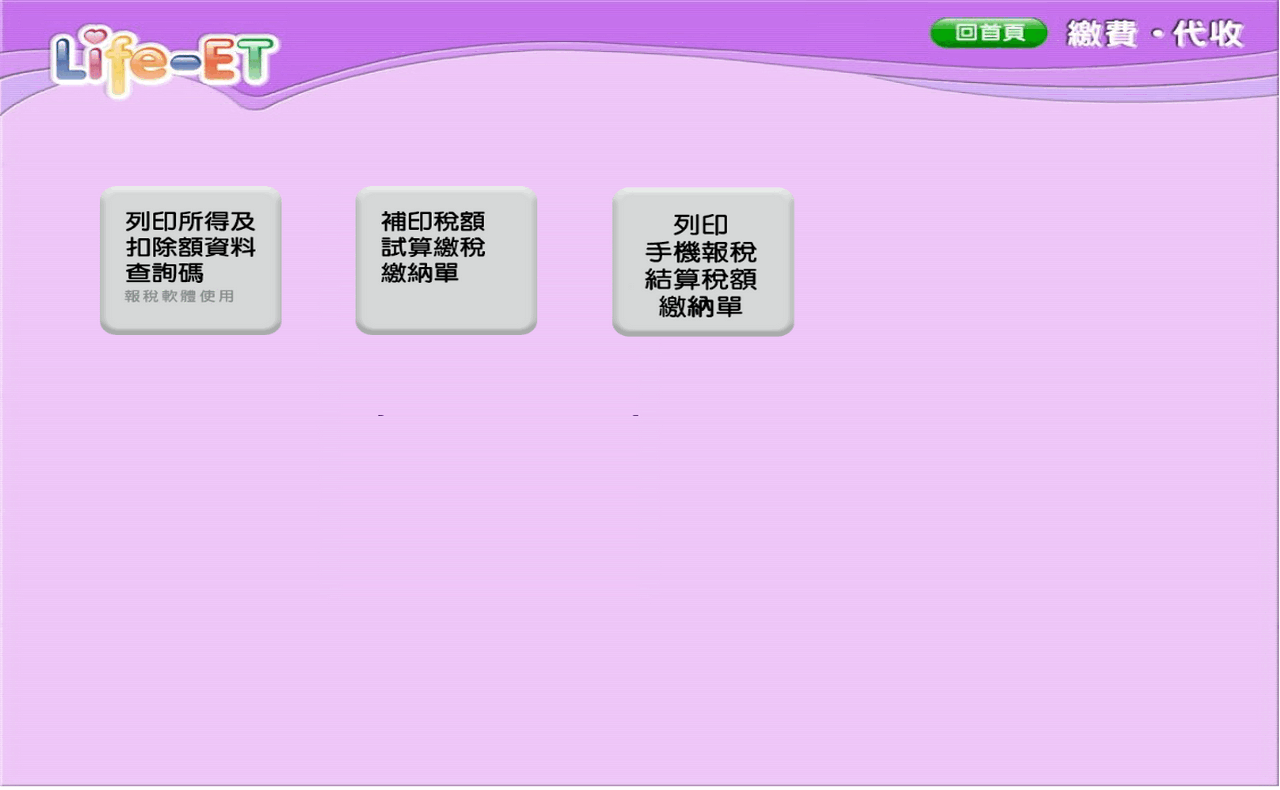 Life-ET
回首頁
繳費・代收
列印所得及
扣除額資料
查詢碼
報稅軟體使用
補印稅額
試算繳稅
繳納單
列印
手機報稅
結算稅額
繳納單